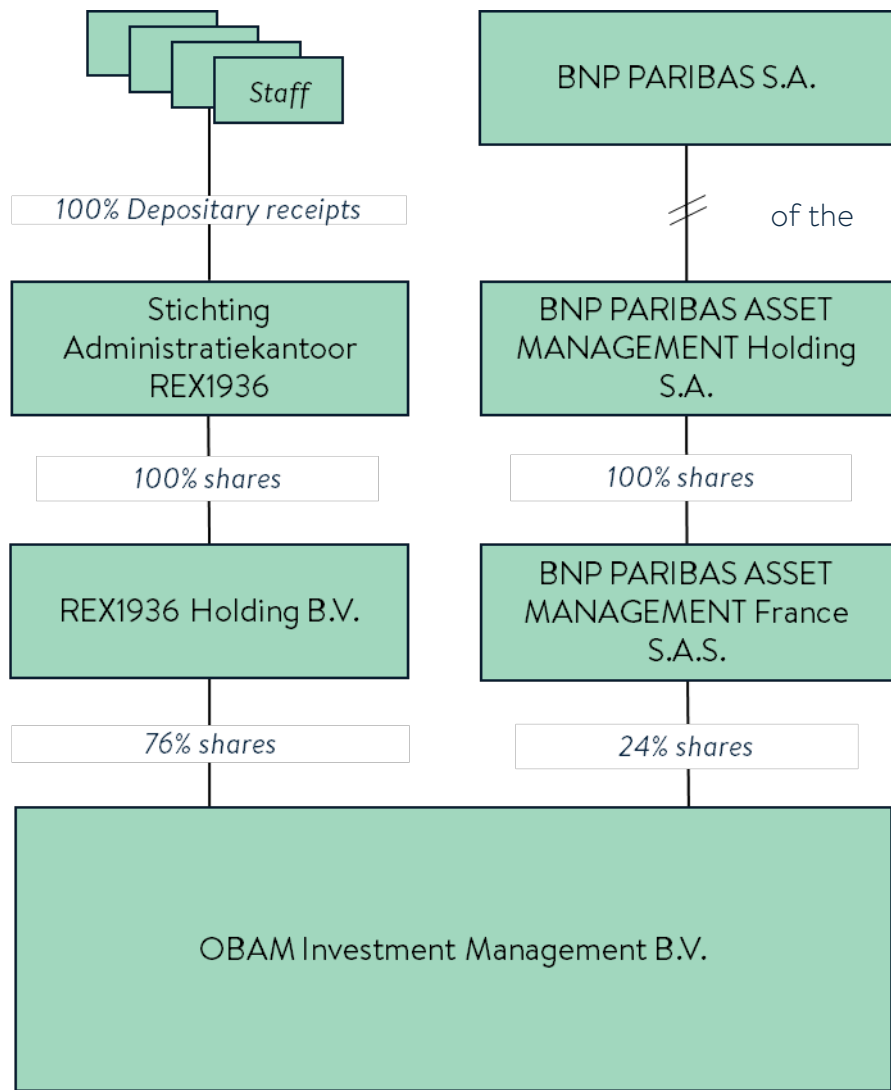 Staff
BNP PARIBAS S.A.
100% Depositary receipts
of the
Stichting
Administratiekantoor
REX1936
BNP PARIBAS ASSET
MANAGEMENT Holding
S.A.
100% shares
100% shares
REX1936 Holding B.V.
BNP PARIBAS ASSET
MANAGEMENT France
S.A.S.
76% shares
24% shares
OBAM Investment Management B.V.